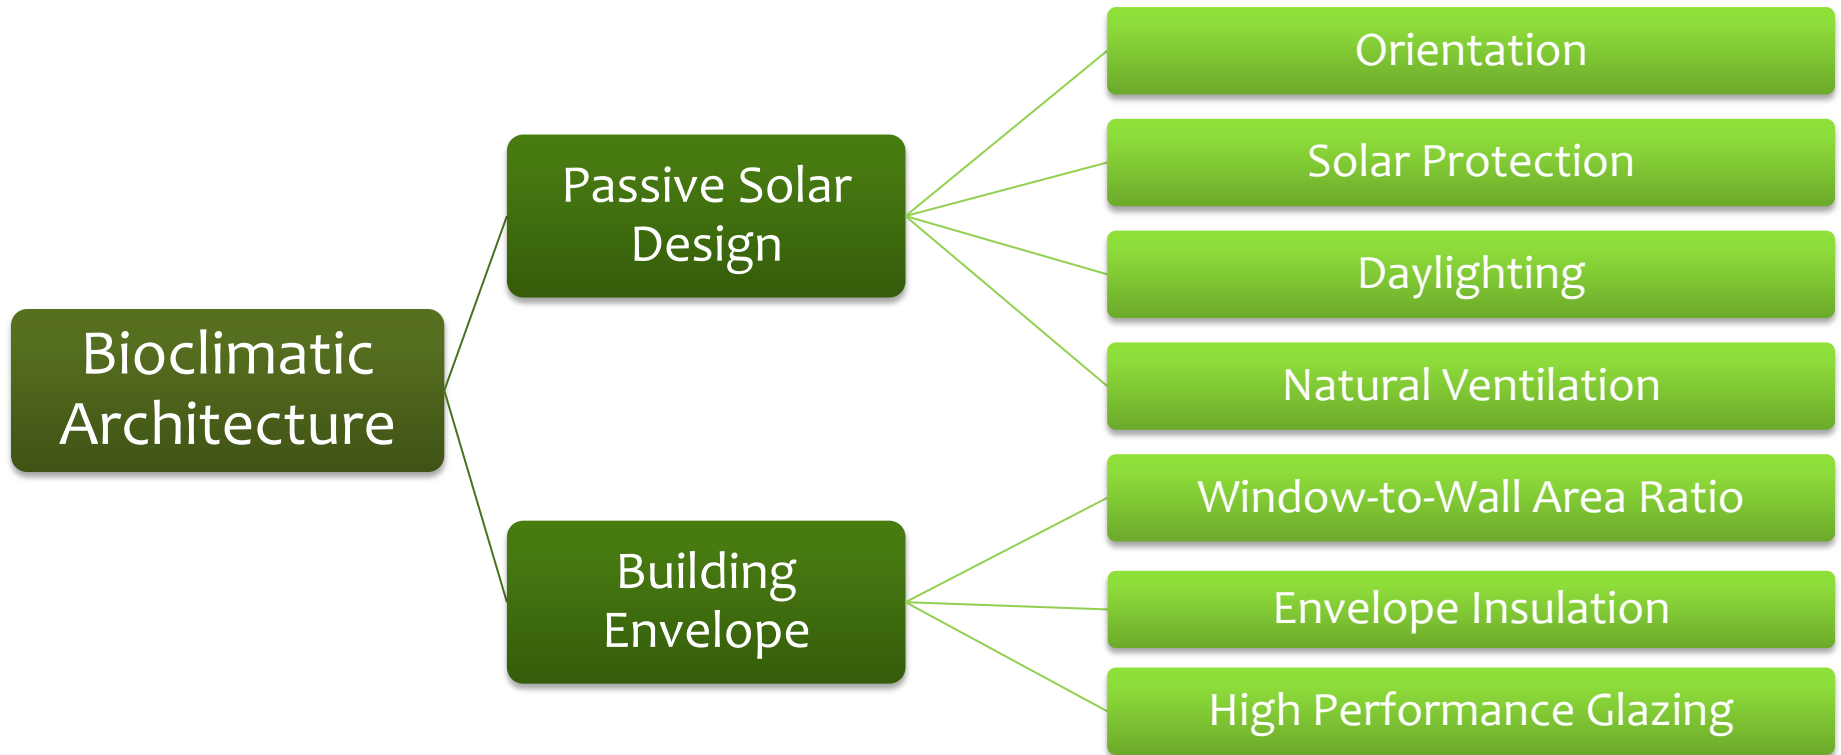 Bioclimatic
Architecture
Passive Solar
Design
Orientation
Solar Protection
Daylighting
Natural Ventilation
Building
Envelope
Window-to-Wall Area Ratio
Envelope Insulation
High Performance Glazing